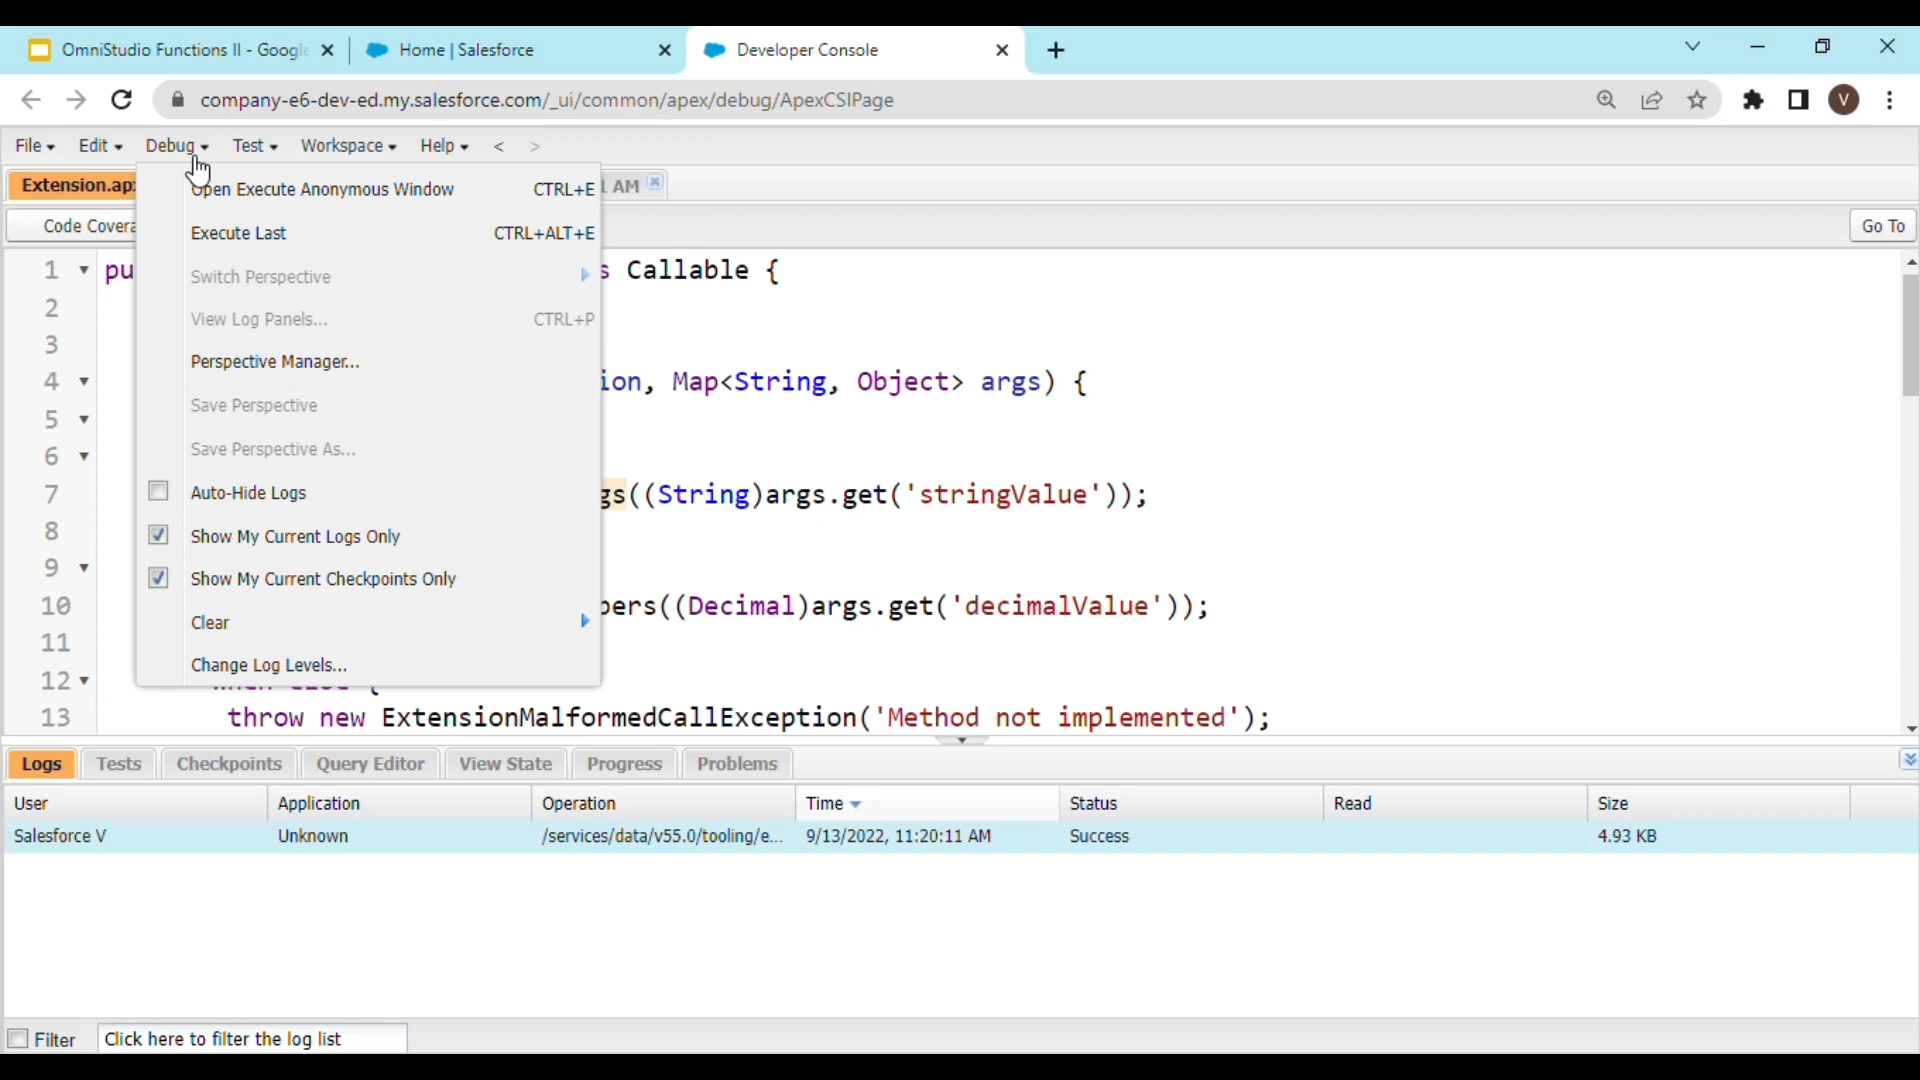 OmniStudio Functions II - Google
Home | Salesforce
Developer Console
company-e6-dev-ed.my.salesforce.com/_ui/common/apex/debug/ApexCSIPage
V
File
Edit
Debug
Test
Workspace
Help
<
>
Extension.ap
1 AM
Open Execute Anonymous Window CTRL+E
Execute Last CTRL+ALT+E
Switch Perspective
View Log Panels... CTRL+P
Perspective Manager...
Save Perspective
Save Perspective As...
Auto-Hide Logs
Show My Current Logs Only
Show My Current Checkpoints Only
Clear
Change Log Levels...
Code Covera
Go To
1 pu s Callable {
2
3
4 ion, Map<String, Object> args) {
5
6
7 gs((String)args.get('stringValue'));
8
9
10 bers((Decimal)args.get('decimalValue'));
11
12 when else {
13 throw new ExtensionMalformedCallException('Method not implemented');
Logs Tests Checkpoints Query Editor View State Progress Problems
User Application Operation Time Status Read Size
Salesforce V Unknown /services/data/v55.0/tooling/e... 9/13/2022, 11:20:11 AM Success 4.93 KB
Filter Click here to filter the log list